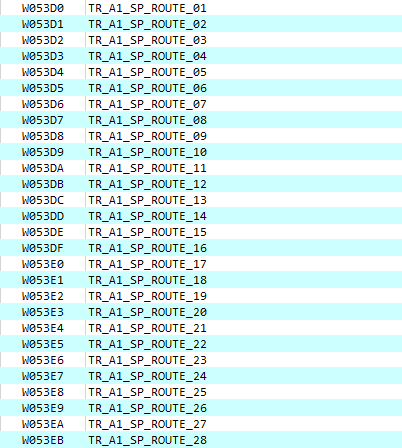 W053D0 TR_A1_SP_ROUTE_01
W053D1 TR_A1_SP_ROUTE_02
W053D2 TR_A1_SP_ROUTE_03
W053D3 TR_A1_SP_ROUTE_04
W053D4 TR_A1_SP_ROUTE_05
W053D5 TR_A1_SP_ROUTE_06
W053D6 TR_A1_SP_ROUTE_07
W053D7 TR_A1_SP_ROUTE_08
W053D8 TR_A1_SP_ROUTE_09
W053D9 TR_A1_SP_ROUTE_10
W053DA TR_A1_SP_ROUTE_11
W053DB TR_A1_SP_ROUTE_12
W053DC TR_A1_SP_ROUTE_13
W053DD TR_A1_SP_ROUTE_14
W053DE TR_A1_SP_ROUTE_15
W053DF TR_A1_SP_ROUTE_16
W053E0 TR_A1_SP_ROUTE_17
W053E1 TR_A1_SP_ROUTE_18
W053E2 TR_A1_SP_ROUTE_19
W053E3 TR_A1_SP_ROUTE_20
W053E4 TR_A1_SP_ROUTE_21
W053E5 TR_A1_SP_ROUTE_22
W053E6 TR_A1_SP_ROUTE_23
W053E7 TR_A1_SP_ROUTE_24
W053E8 TR_A1_SP_ROUTE_25
W053E9 TR_A1_SP_ROUTE_26
W053EA TR_A1_SP_ROUTE_27
W053EB TR_A1_SP_ROUTE_28